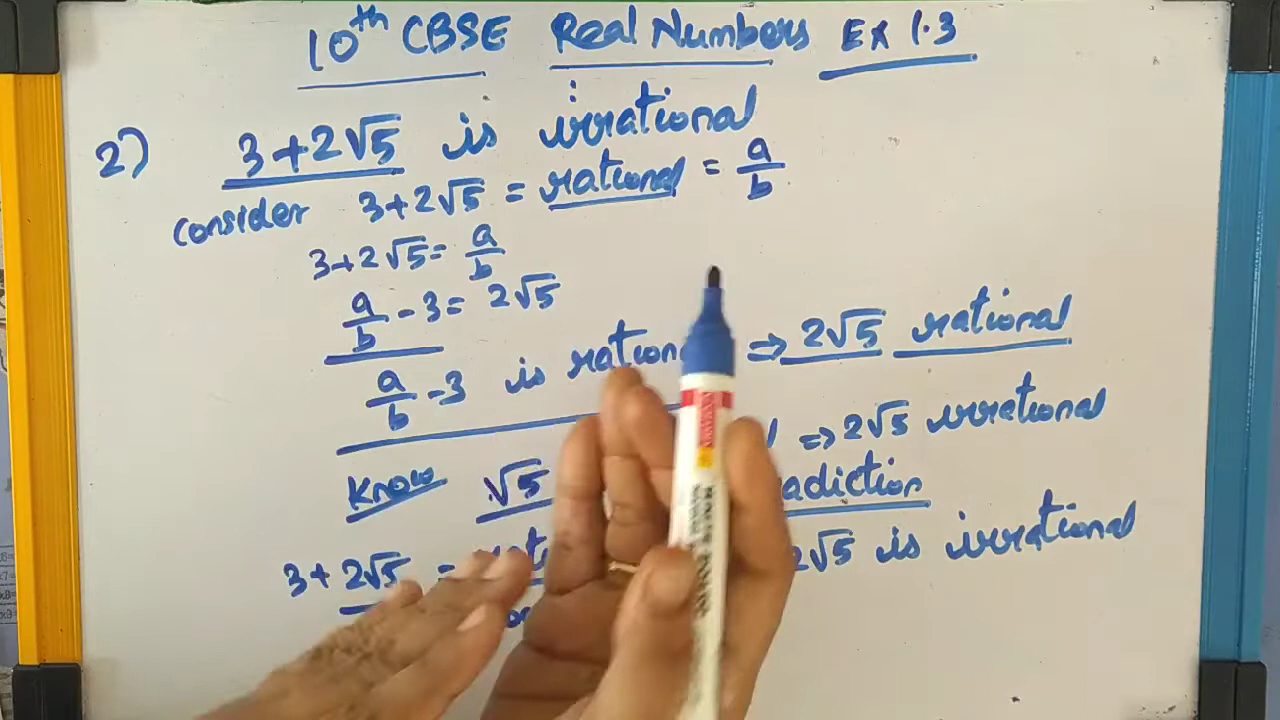 10th CBSE Real Numbers Ex 1.3
2) 3+2√5 is irrational
consider 3+2√5 = rational = a/b
3+2√5 = a/b
a/b - 3 = 2√5
a/b - 3 is ⇒ 2√5 rational
Know √5 ⇒ 2√5 irrational
3+2√5 = 2√5 is irrational